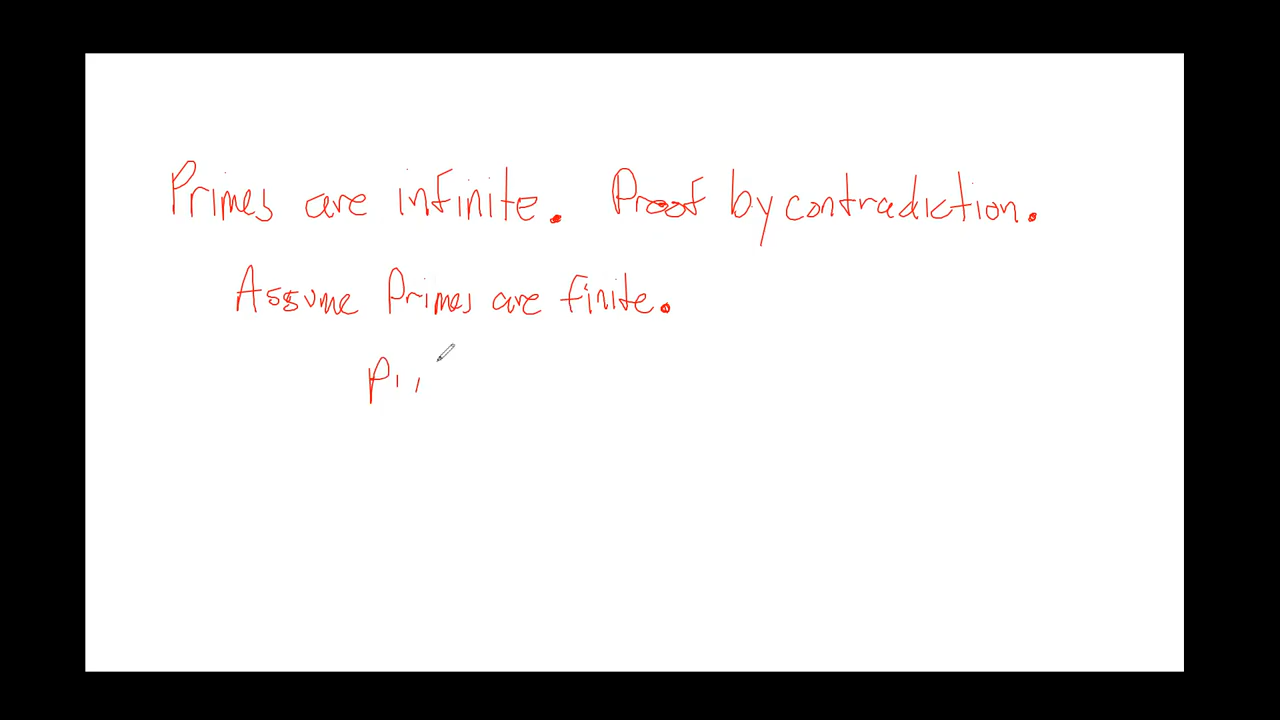 Primes are infinite. Proof by contradiction.
Assume Primes are finite.
P1,